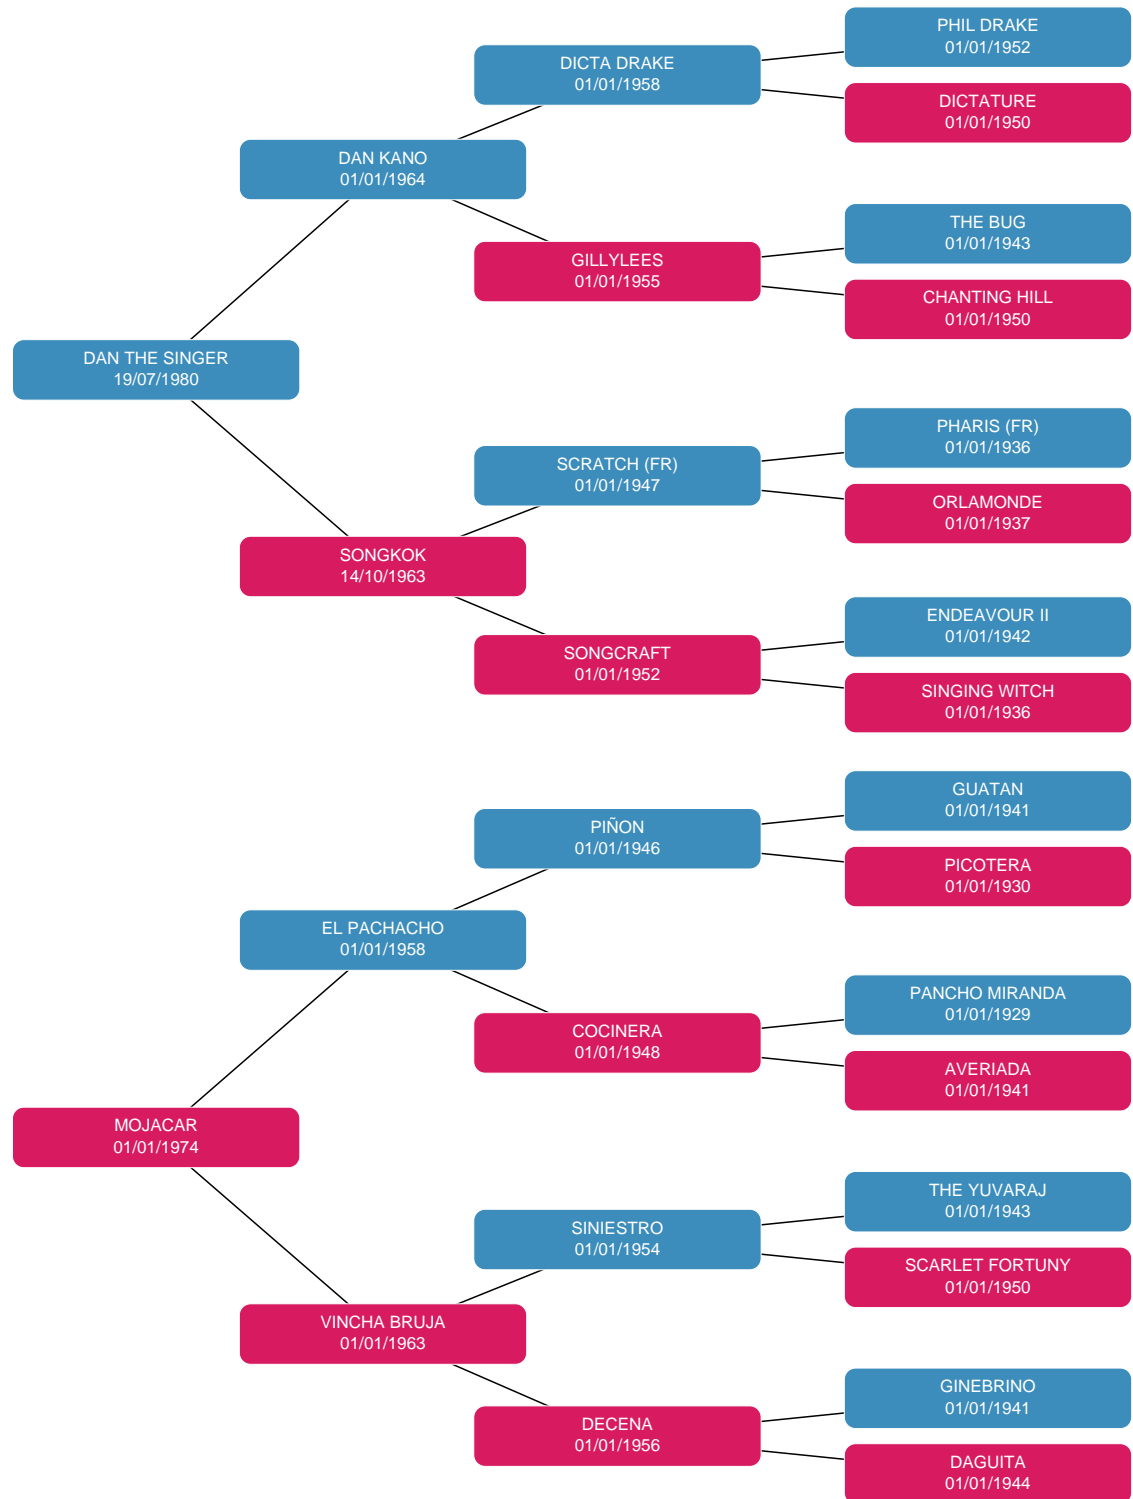 PHIL DRAKE
01/01/1952
DICTA DRAKE
01/01/1958
DICTATURE
01/01/1950
DAN KANO
01/01/1964
THE BUG
01/01/1943
GILLYLEES
01/01/1955
CHANTING HILL
01/01/1950
DAN THE SINGER
19/07/1980
PHARIS (FR)
01/01/1936
SCRATCH (FR)
01/01/1947
ORLAMONDE
01/01/1937
SONGKOK
14/10/1963
ENDEAVOUR II
01/01/1942
SONGCRAFT
01/01/1952
SINGING WITCH
01/01/1936
GUATAN
01/01/1941
PIÑON
01/01/1946
PICOTERA
01/01/1930
EL PACHACHO
01/01/1958
PANCHO MIRANDA
01/01/1929
COCINERA
01/01/1948
AVERIADA
01/01/1941
MOJACAR
01/01/1974
THE YUVARAJ
01/01/1943
SINIESTRO
01/01/1954
SCARLET FORTUNY
01/01/1950
VINCHA BRUJA
01/01/1963
GINEBRINO
01/01/1941
DECENA
01/01/1956
DAGUITA
01/01/1944